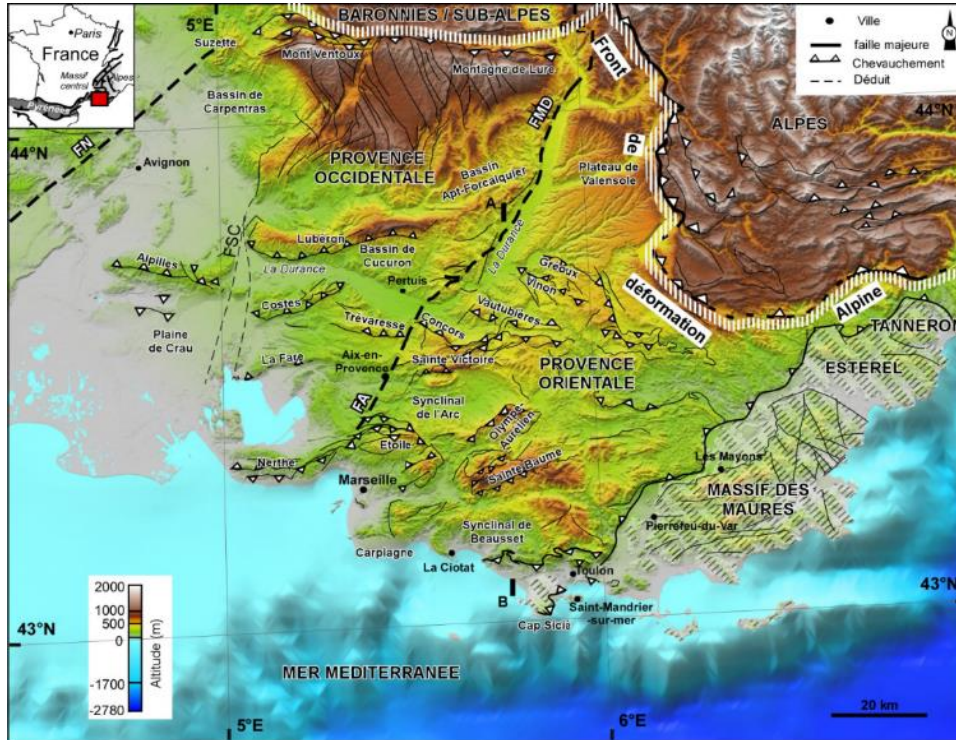 5°E
BARONNIES / SUB-ALPES
Paris
France
Massif
central
Alpes
Pyrénées
Suzette
Mont Ventoux
Montagne de Lure
Front
Ville
faille majeure
Chevauchement
Déduit
N
Bassin de
Carpentras
FMD
44°N
44°N
FN
Avignon
PROVENCE
OCCIDENTALE
de
ALPES
Bassin
Apt-Forcalquier
Plateau de
Valensole
A
FSC
Luberon
Bassin de
Cucuron
La Durance
La Durance
Alpilles
Pertuis
Gréoux
Vinon
déformation
Alpine
Costes
Vautubières
Trévaresse
Concors
Plaine
de Crau
TANNERON
La Fare
Aix-en-
Provence
Sainte Victoire
PROVENCE
ORIENTALE
ESTEREL
FA
Synclinal
de l'Arc
Olympe-
Aurélien
Etoile
Nerthe
Sainte Baume
Les Mayons
Marseille
MASSIF DES
MAURES
Pierrefeu-du-Var
Synclinal de
Beausset
Carpiagne
La Ciotat
Toulon
B
Saint-Mandrier
-sur-mer
Cap Sicié
43°N
43°N
2000
1000
500
0
-1700
-2780
Altitude (m)
MER MEDITERRANEE
20 km
5°E
6°E